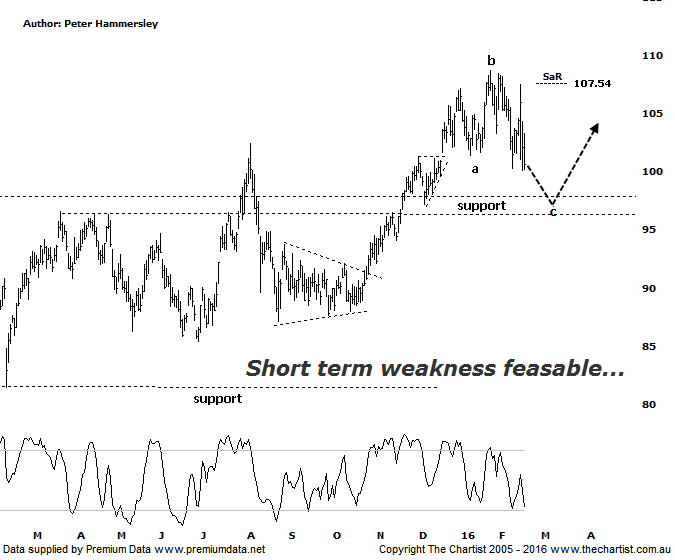 Author: Peter Hammersley
110
b
SaR 107.54
105
100
a
support
c
95
90
85
Short term weakness feasable...
support
80
M A M J J A S O N D 16 F M A
Data supplied by Premium Data www.premiumdata.net Copyright The Chartist 2005 - 2016 www.thechartist.com.au